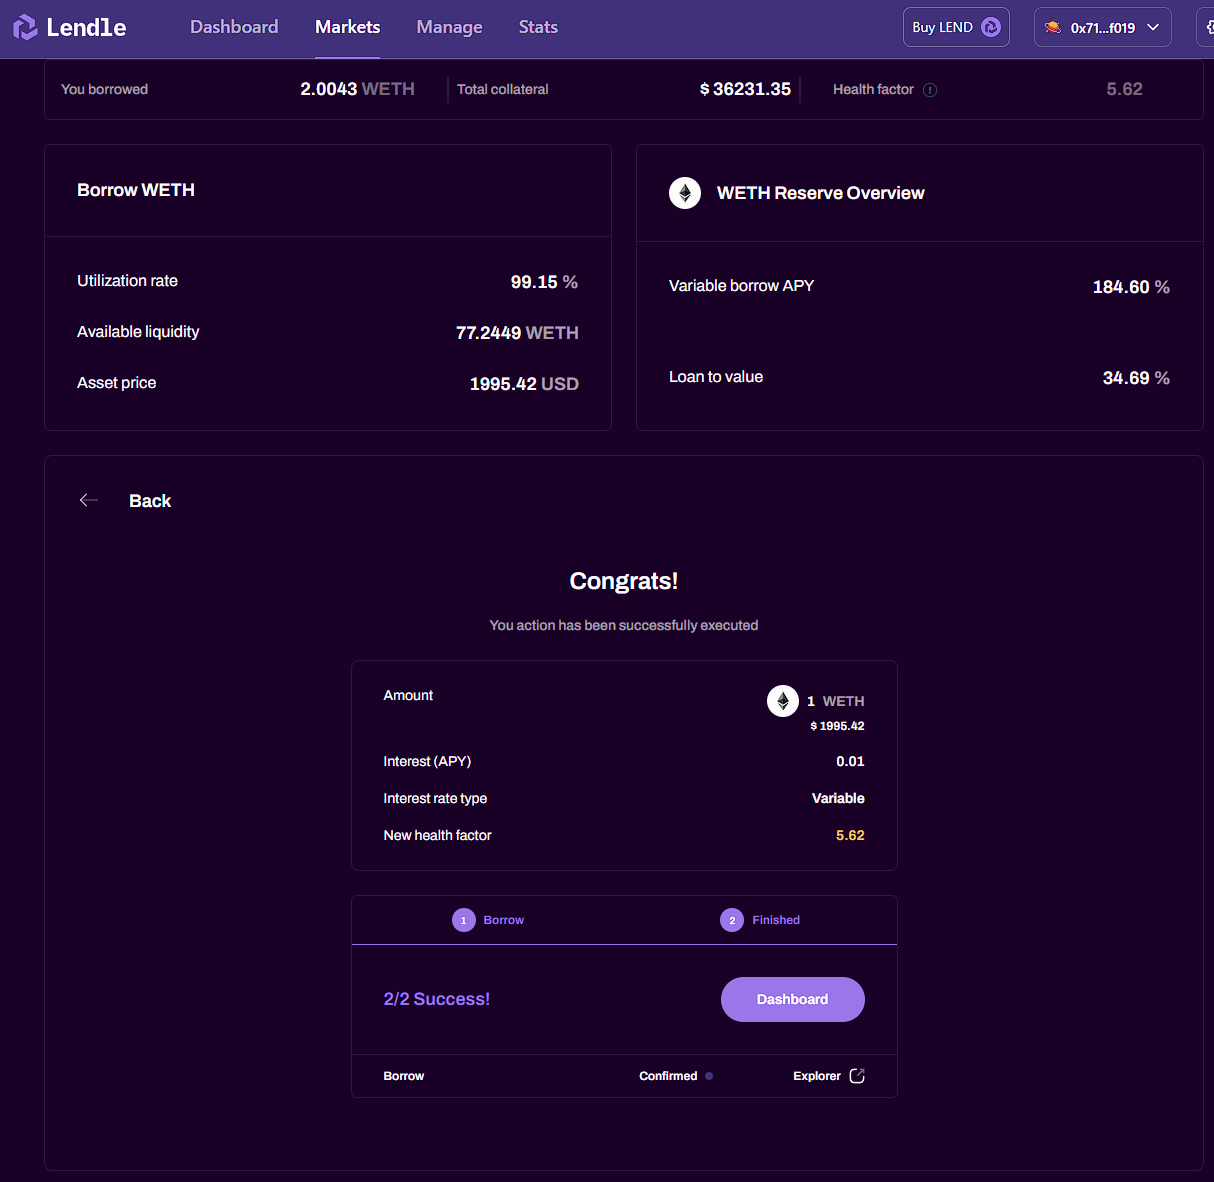 Lendle Dashboard Markets Manage Stats Buy LEND 0x71...f019
You borrowed 2.0043 WETH Total collateral $ 36231.35 Health factor 5.62
Borrow WETH
Utilization rate 99.15 %
Available liquidity 77.2449 WETH
Asset price 1995.42 USD
WETH Reserve Overview
Variable borrow APY 184.60 %
Loan to value 34.69 %
Back
Congrats!
You action has been successfully executed
Amount 1 WETH
$ 1995.42
Interest (APY) 0.01
Interest rate type Variable
New health factor 5.62
1 Borrow 2 Finished
2/2 Success! Dashboard
Borrow Confirmed Explorer